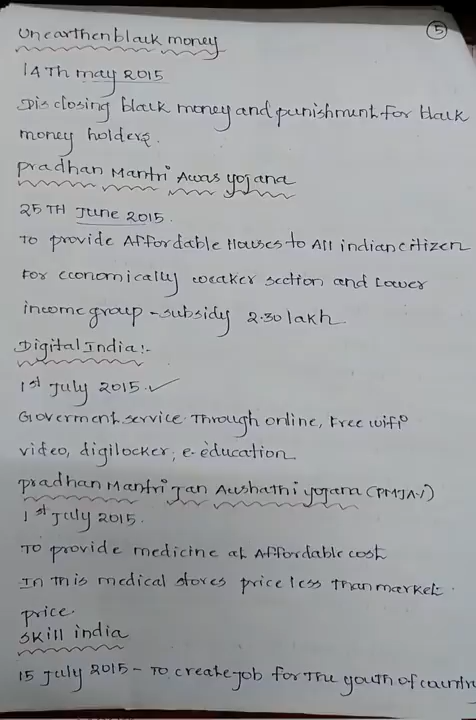 5
Unearthenblack money
14Th may 2015
Disclosing black money and punishment for black
money holders.
Pradhan Mantri Awas yojana
25TH June 2015.
To provide Affordable Houses to All indian citizen
For economically weaker section and Lower
income group - subsidy 2.30 lakh
Digital India:-
1st July 2015. ✓
Goverment service Through online, Free wifi
video, digilocker, e-education
pradhan Mantri Jan Aushathi yojana (PMJA-Y)
1st July 2015.
To provide medicine at Affordable cost
In this medical stores price less than market
price.
Skill india
15 July 2015 - To create job for The youth of countr